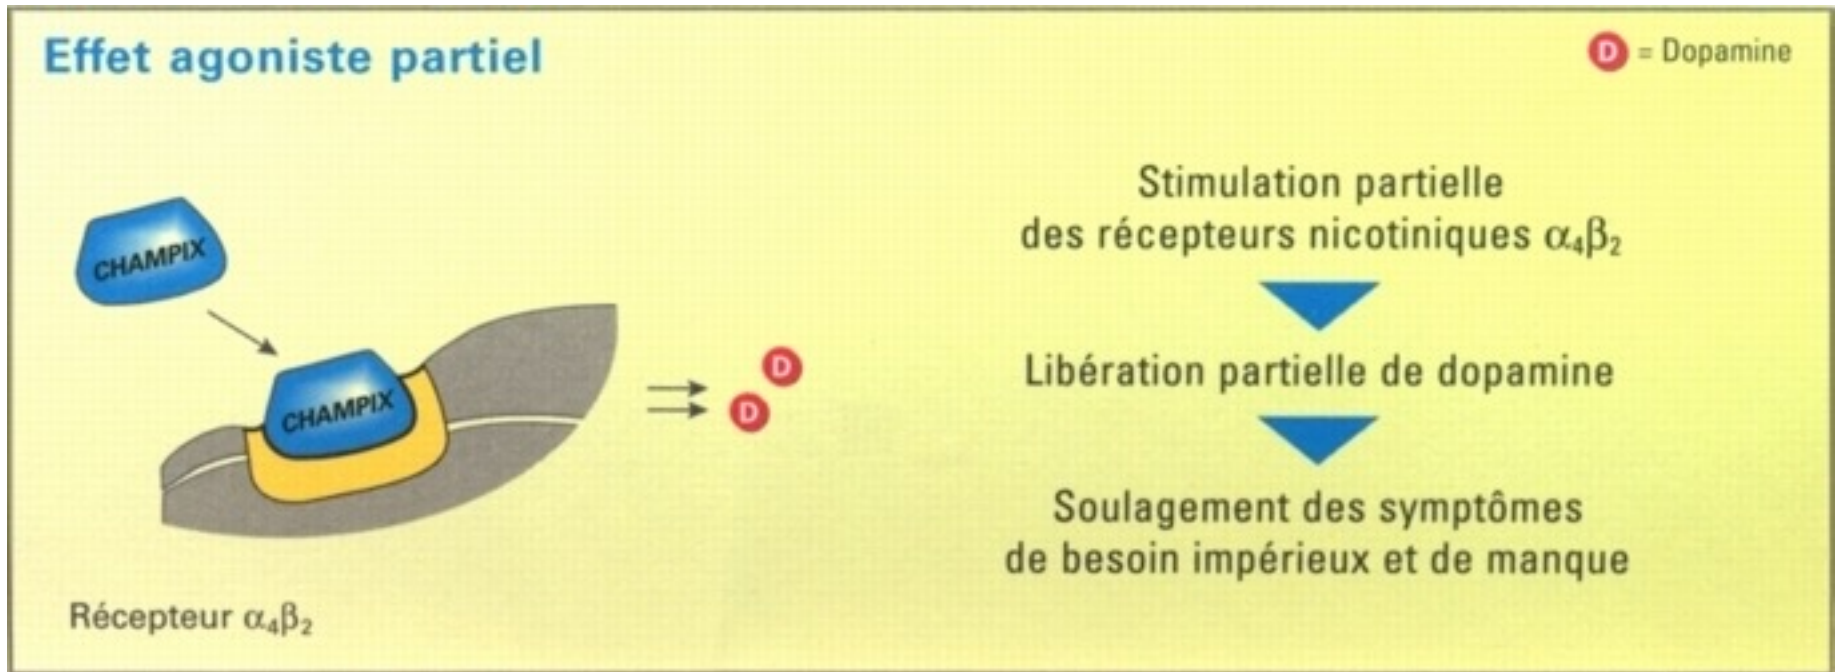 Effet agoniste partiel
D = Dopamine
Stimulation partielle
des récepteurs nicotiniques α₄β₂
CHAMPIX
CHAMPIX
D
D
Libération partielle de dopamine
Soulagement des symptômes
de besoin impérieux et de manque
Récepteur α₄β₂